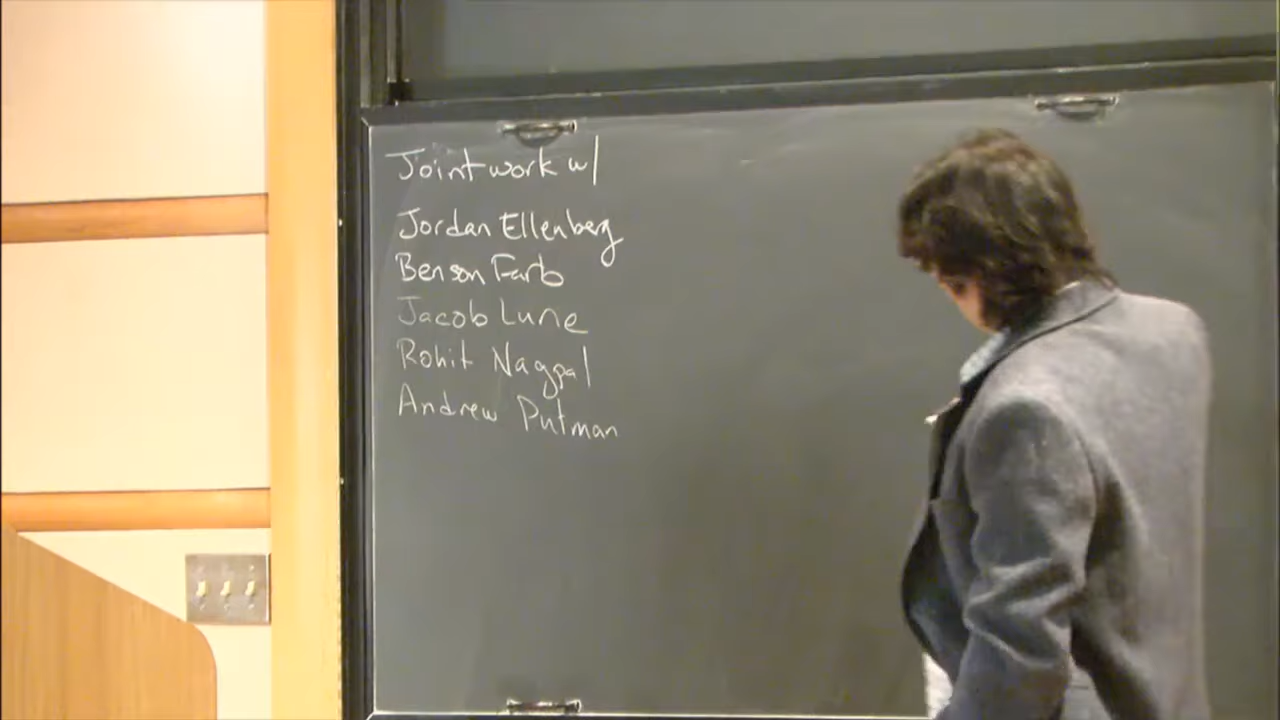 Joint work w/
Jordan Ellenberg
Benson Farb
Jacob Lurie
Rohit Nagpal
Andrew Putman